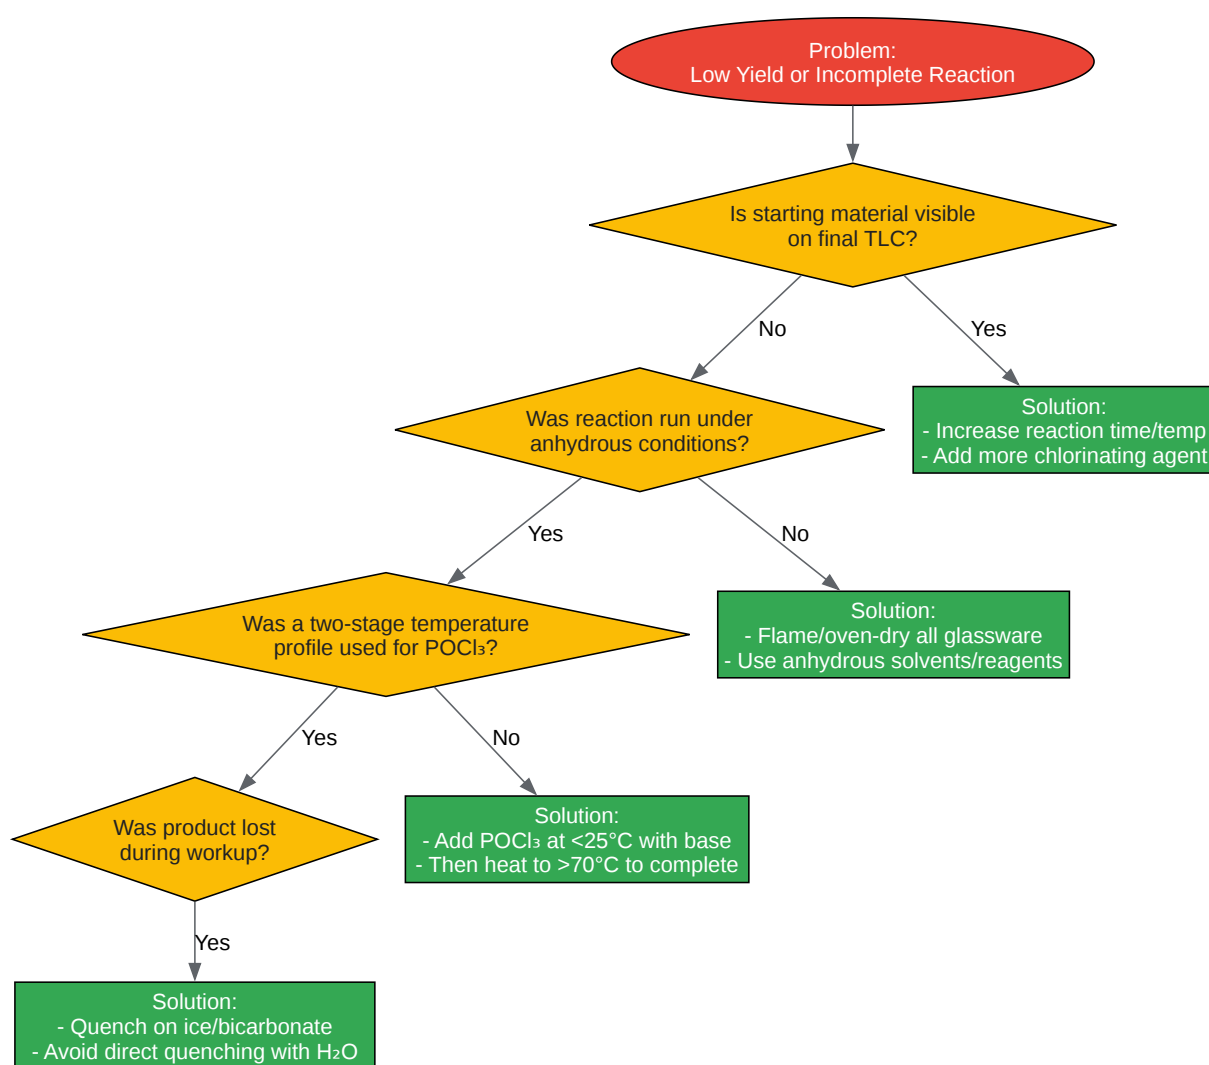 Problem:
Low Yield or Incomplete Reaction
Is starting material visible
on final TLC?
No
Yes
Was reaction run under
anhydrous conditions?
Solution:
- Increase reaction time/temp
- Add more chlorinating agent
Yes
No
Was a two-stage temperature
profile used for POCl₃?
Solution:
- Flame/oven-dry all glassware
- Use anhydrous solvents/reagents
Yes
No
Was product lost
during workup?
Solution:
- Add POCl₃ at <25°C with base
- Then heat to >70°C to complete
Yes
Solution:
- Quench on ice/bicarbonate
- Avoid direct quenching with H₂O